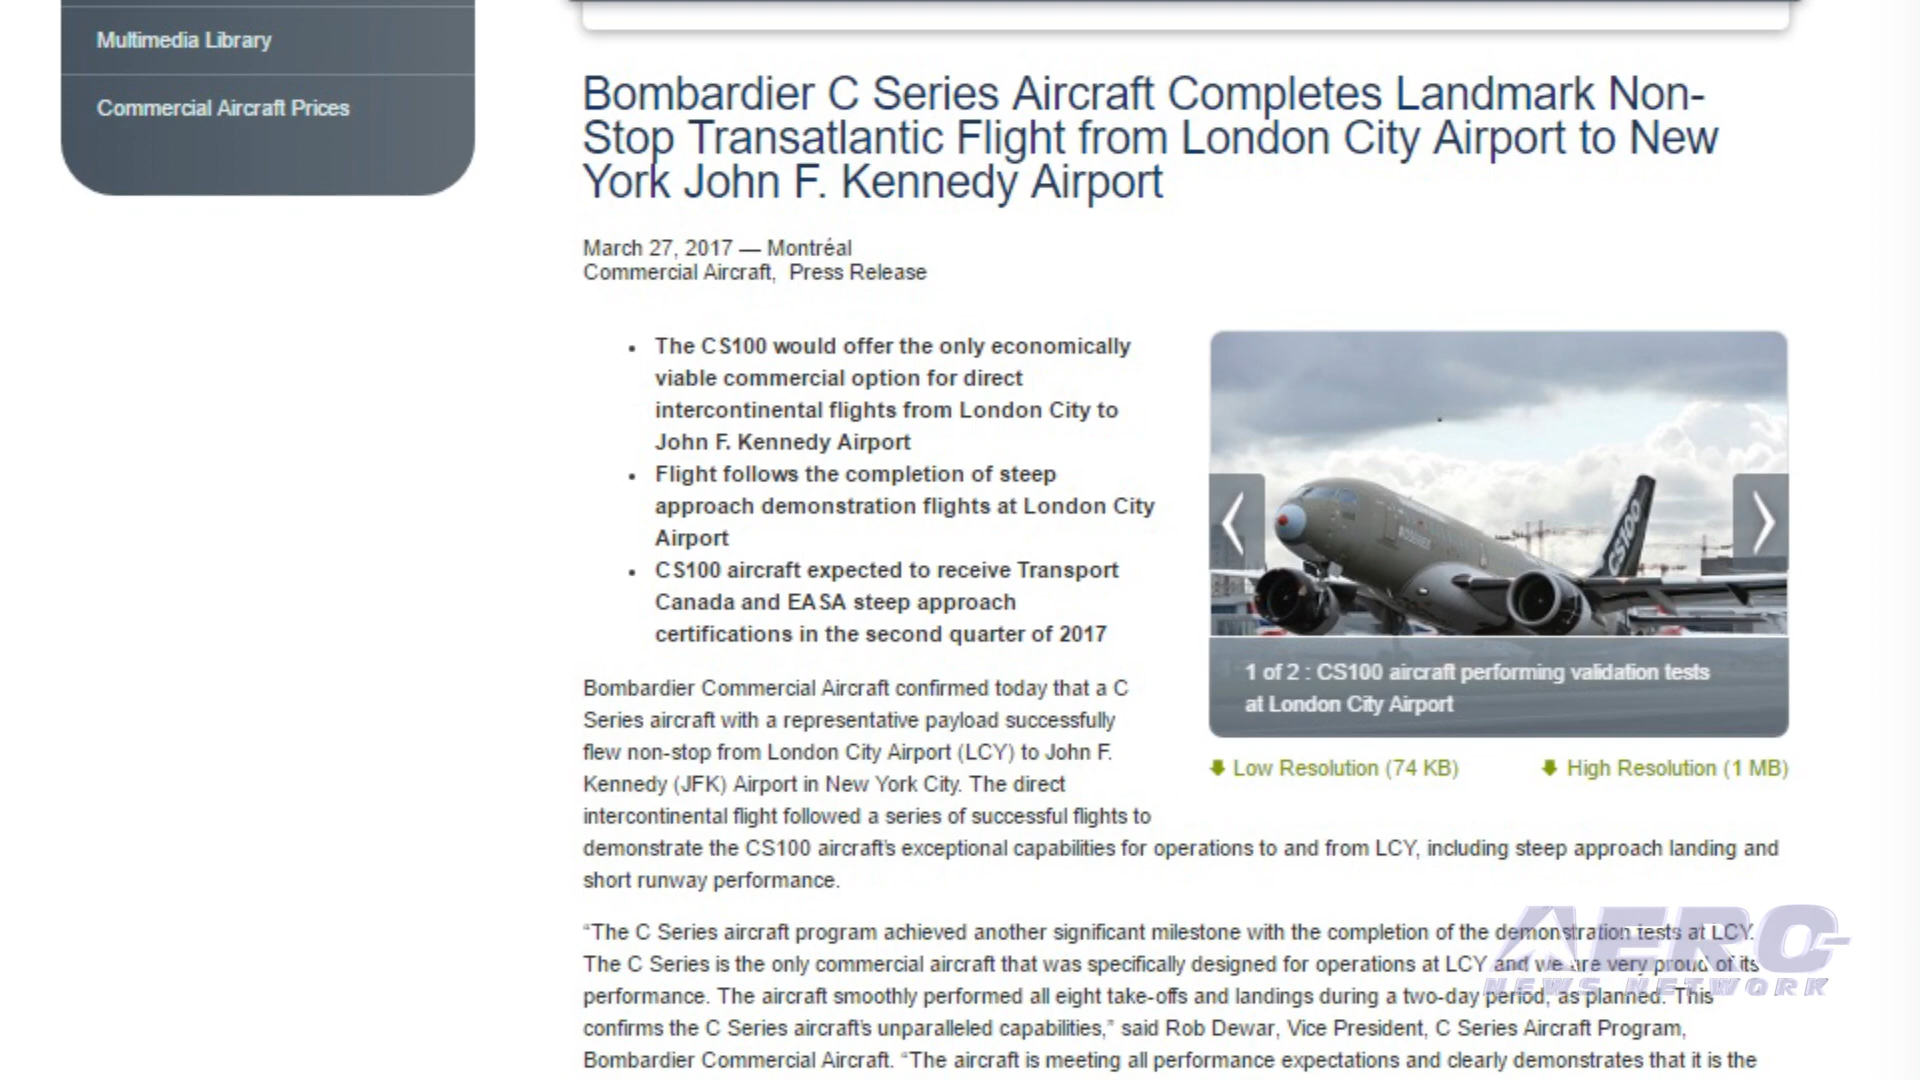 Multimedia Library
Commercial Aircraft Prices
Bombardier C Series Aircraft Completes Landmark Non-
Stop Transatlantic Flight from London City Airport to New
York John F. Kennedy Airport
March 27, 2017 — Montréal
Commercial Aircraft, Press Release
• The CS100 would offer the only economically
viable commercial option for direct
intercontinental flights from London City to
John F. Kennedy Airport
• Flight follows the completion of steep
approach demonstration flights at London City
Airport
• CS100 aircraft expected to receive Transport
Canada and EASA steep approach
certifications in the second quarter of 2017
CS100
1 of 2 : CS100 aircraft performing validation tests
at London City Airport
Low Resolution (74 KB)
High Resolution (1 MB)
Bombardier Commercial Aircraft confirmed today that a C
Series aircraft with a representative payload successfully
flew non-stop from London City Airport (LCY) to John F.
Kennedy (JFK) Airport in New York City. The direct
intercontinental flight followed a series of successful flights to
demonstrate the CS100 aircraft's exceptional capabilities for operations to and from LCY, including steep approach landing and
short runway performance.
“The C Series aircraft program achieved another significant milestone with the completion of the demonstration tests at LCY.
The C Series is the only commercial aircraft that was specifically designed for operations at LCY and we are very proud of its
performance. The aircraft smoothly performed all eight take-offs and landings during a two-day period, as planned. This
confirms the C Series aircraft's unparalleled capabilities,” said Rob Dewar, Vice President, C Series Aircraft Program,
Bombardier Commercial Aircraft. “The aircraft is meeting all performance expectations and clearly demonstrates that it is the
AERO
NEWS NETWORK